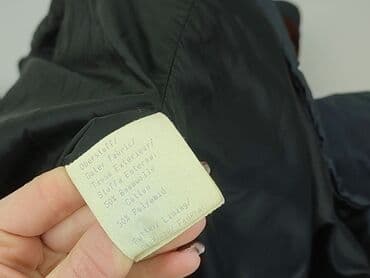 Oberstoff/
Outer Fabric/
Tissu Exterieur/
Stoffa Esterna:
50% Baumwolle
Cotton
50% Polyamid
Futter/ Lining/